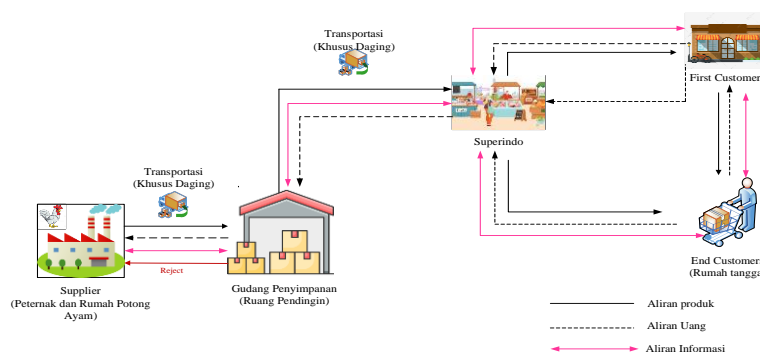 Transportasi
(Khusus Daging)
First Customer
Superindo
Transportasi
(Khusus Daging)
Reject
Supplier
(Peternak dan Rumah Potong
Ayam)
Gudang Penyimpanan
(Ruang Pendingin)
End Customer
(Rumah tangga
Aliran produk
Aliran Uang
Aliran Informasi